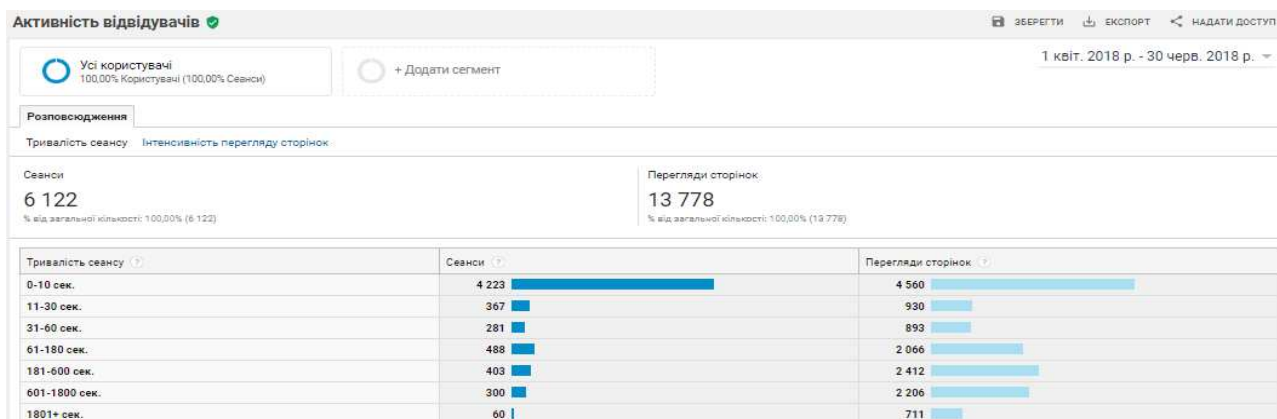 Активність відвідувачів
ЗБЕРЕГТИ ЕКСПОРТ НАДАТИ ДОСТУП
Усі користувачі
100,00% Користувачі (100,00% Сеанси)
+ Додати сегмент
1 квіт. 2018 р. - 30 черв. 2018 р.
Розповсюдження
Тривалість сеансу Інтенсивність перегляду сторінок
Сеанси Перегляди сторінок
6 122 13 778
% від загальної кількості: 100,00% (6 122) % від загальної кількості: 100,00% (13 778)
Тривалість сеансу ? Сеанси ? Перегляди сторінок ?
0-10 сек. 4 223 4 560
11-30 сек. 367 930
31-60 сек. 281 893
61-180 сек. 488 2 066
181-600 сек. 403 2 412
601-1800 сек. 300 2 206
1801+ сек. 60 711